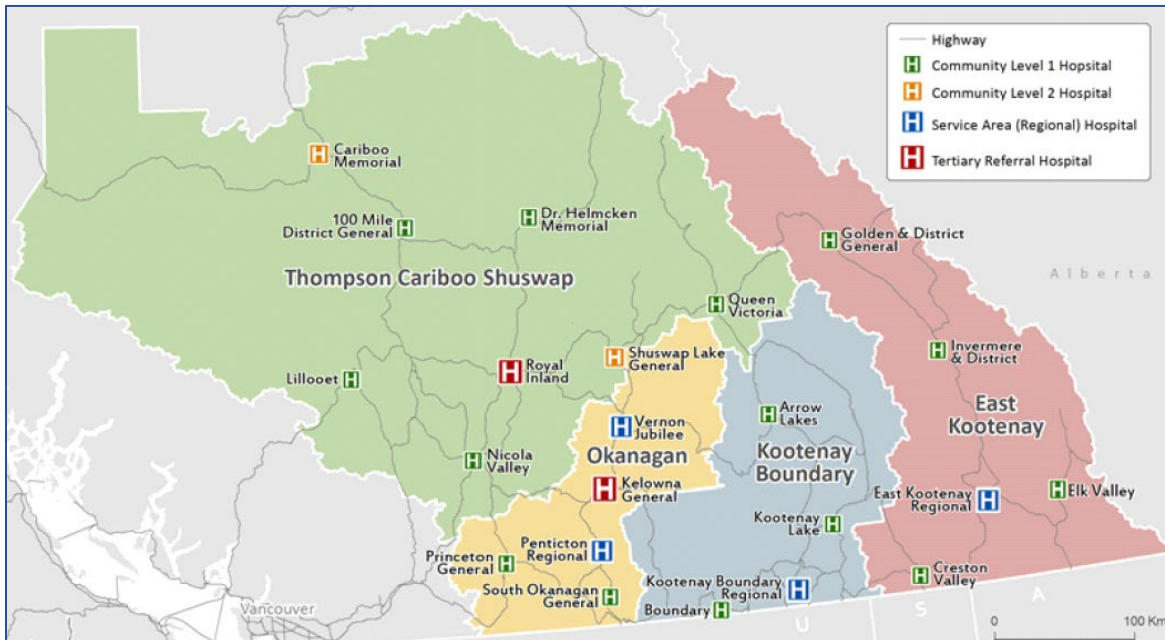 Highway
Community Level 1 Hopsital
Community Level 2 Hospital
Service Area (Regional) Hospital
Tertiary Referral Hospital
Cariboo
Memorial
100 Mile
District General
Dr. Helmcken
Memorial
Golden & District
General
Alberta
Thompson Cariboo Shuswap
Queen
Victoria
Shuswap Lake
General
Invermere
& District
Royal
Inland
Lillooet
East
Kootenay
Arrow
Lakes
Vernon
Jubilee
Okanagan
Kootenay
Boundary
Nicola
Valley
Kelowna
General
East Kootenay
Regional
Elk Valley
Kootenay
Lake
Penticton
Regional
Princeton
General
Creston
Valley
South Okanagan
General
Kootenay Boundary
Regional
Boundary
Vancouver
U S A
0 100 Km